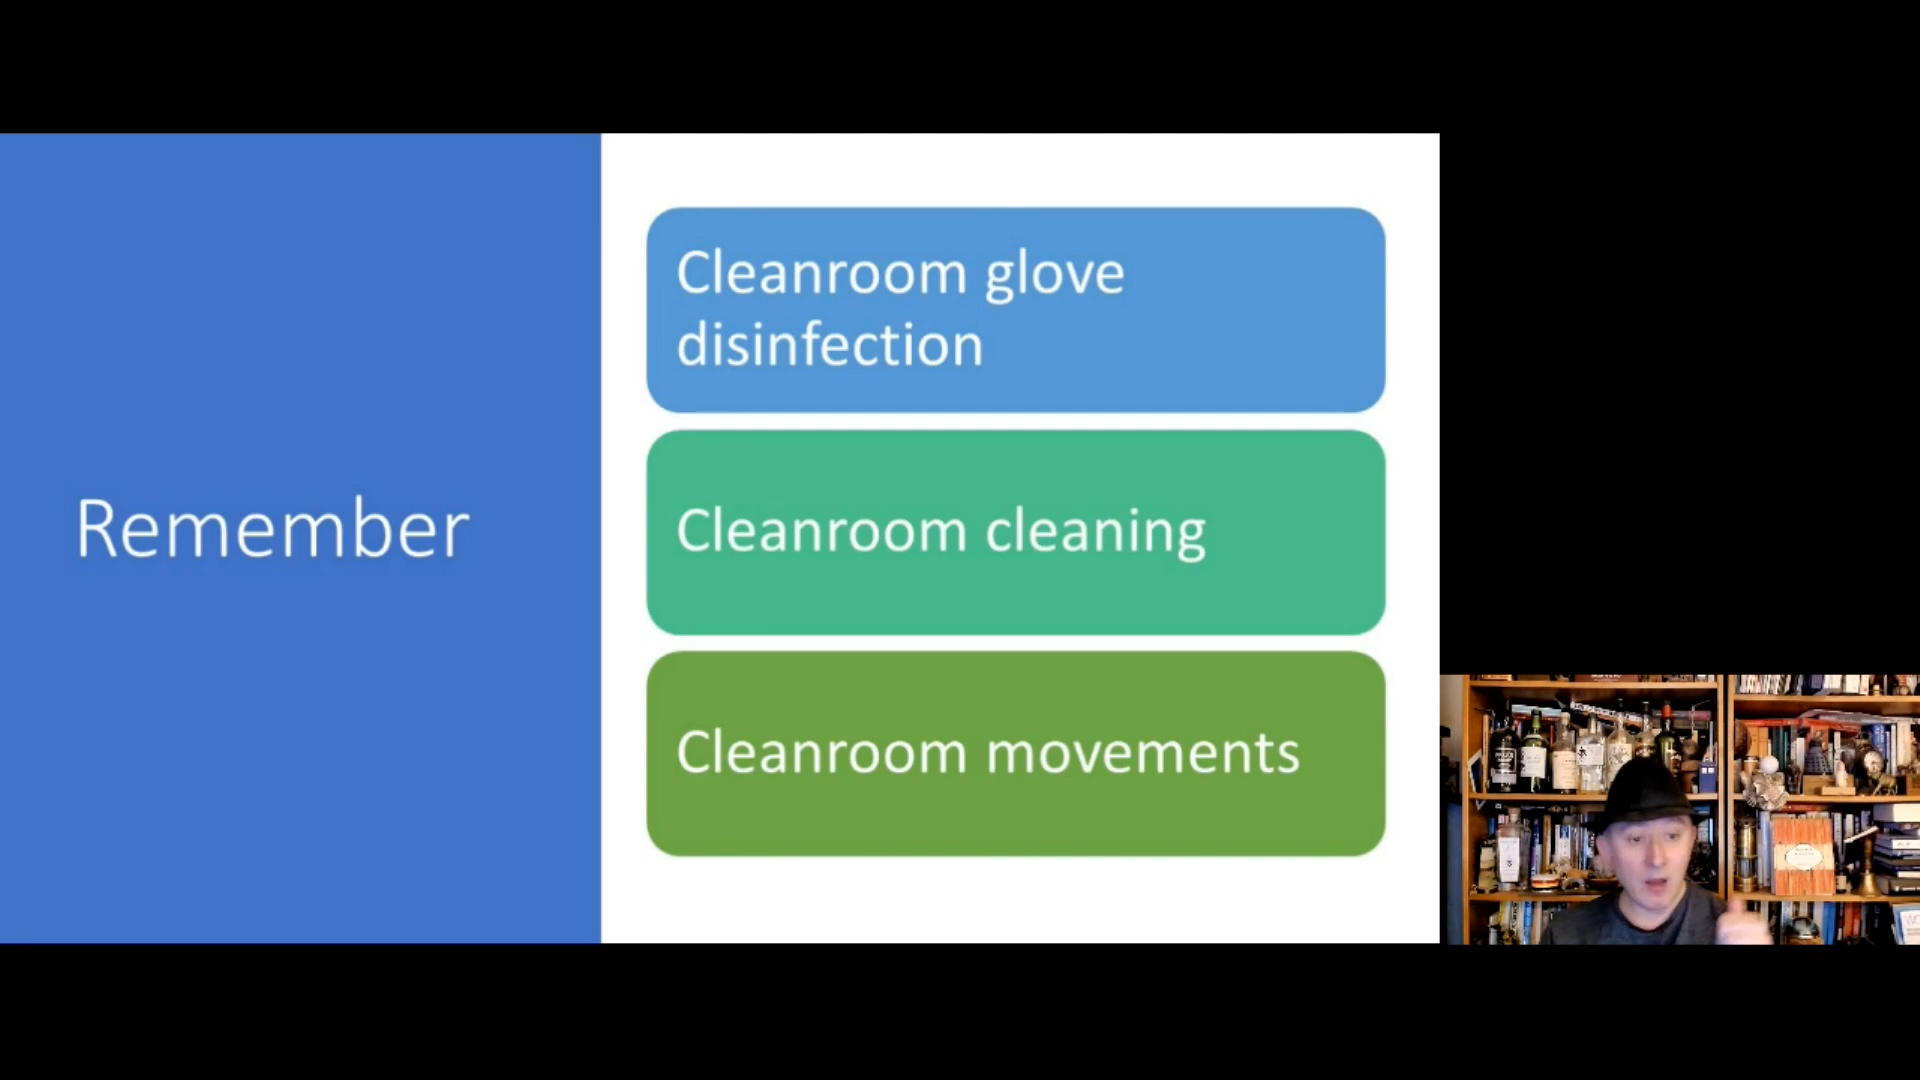 Remember
Cleanroom glove
disinfection
Cleanroom cleaning
Cleanroom movements